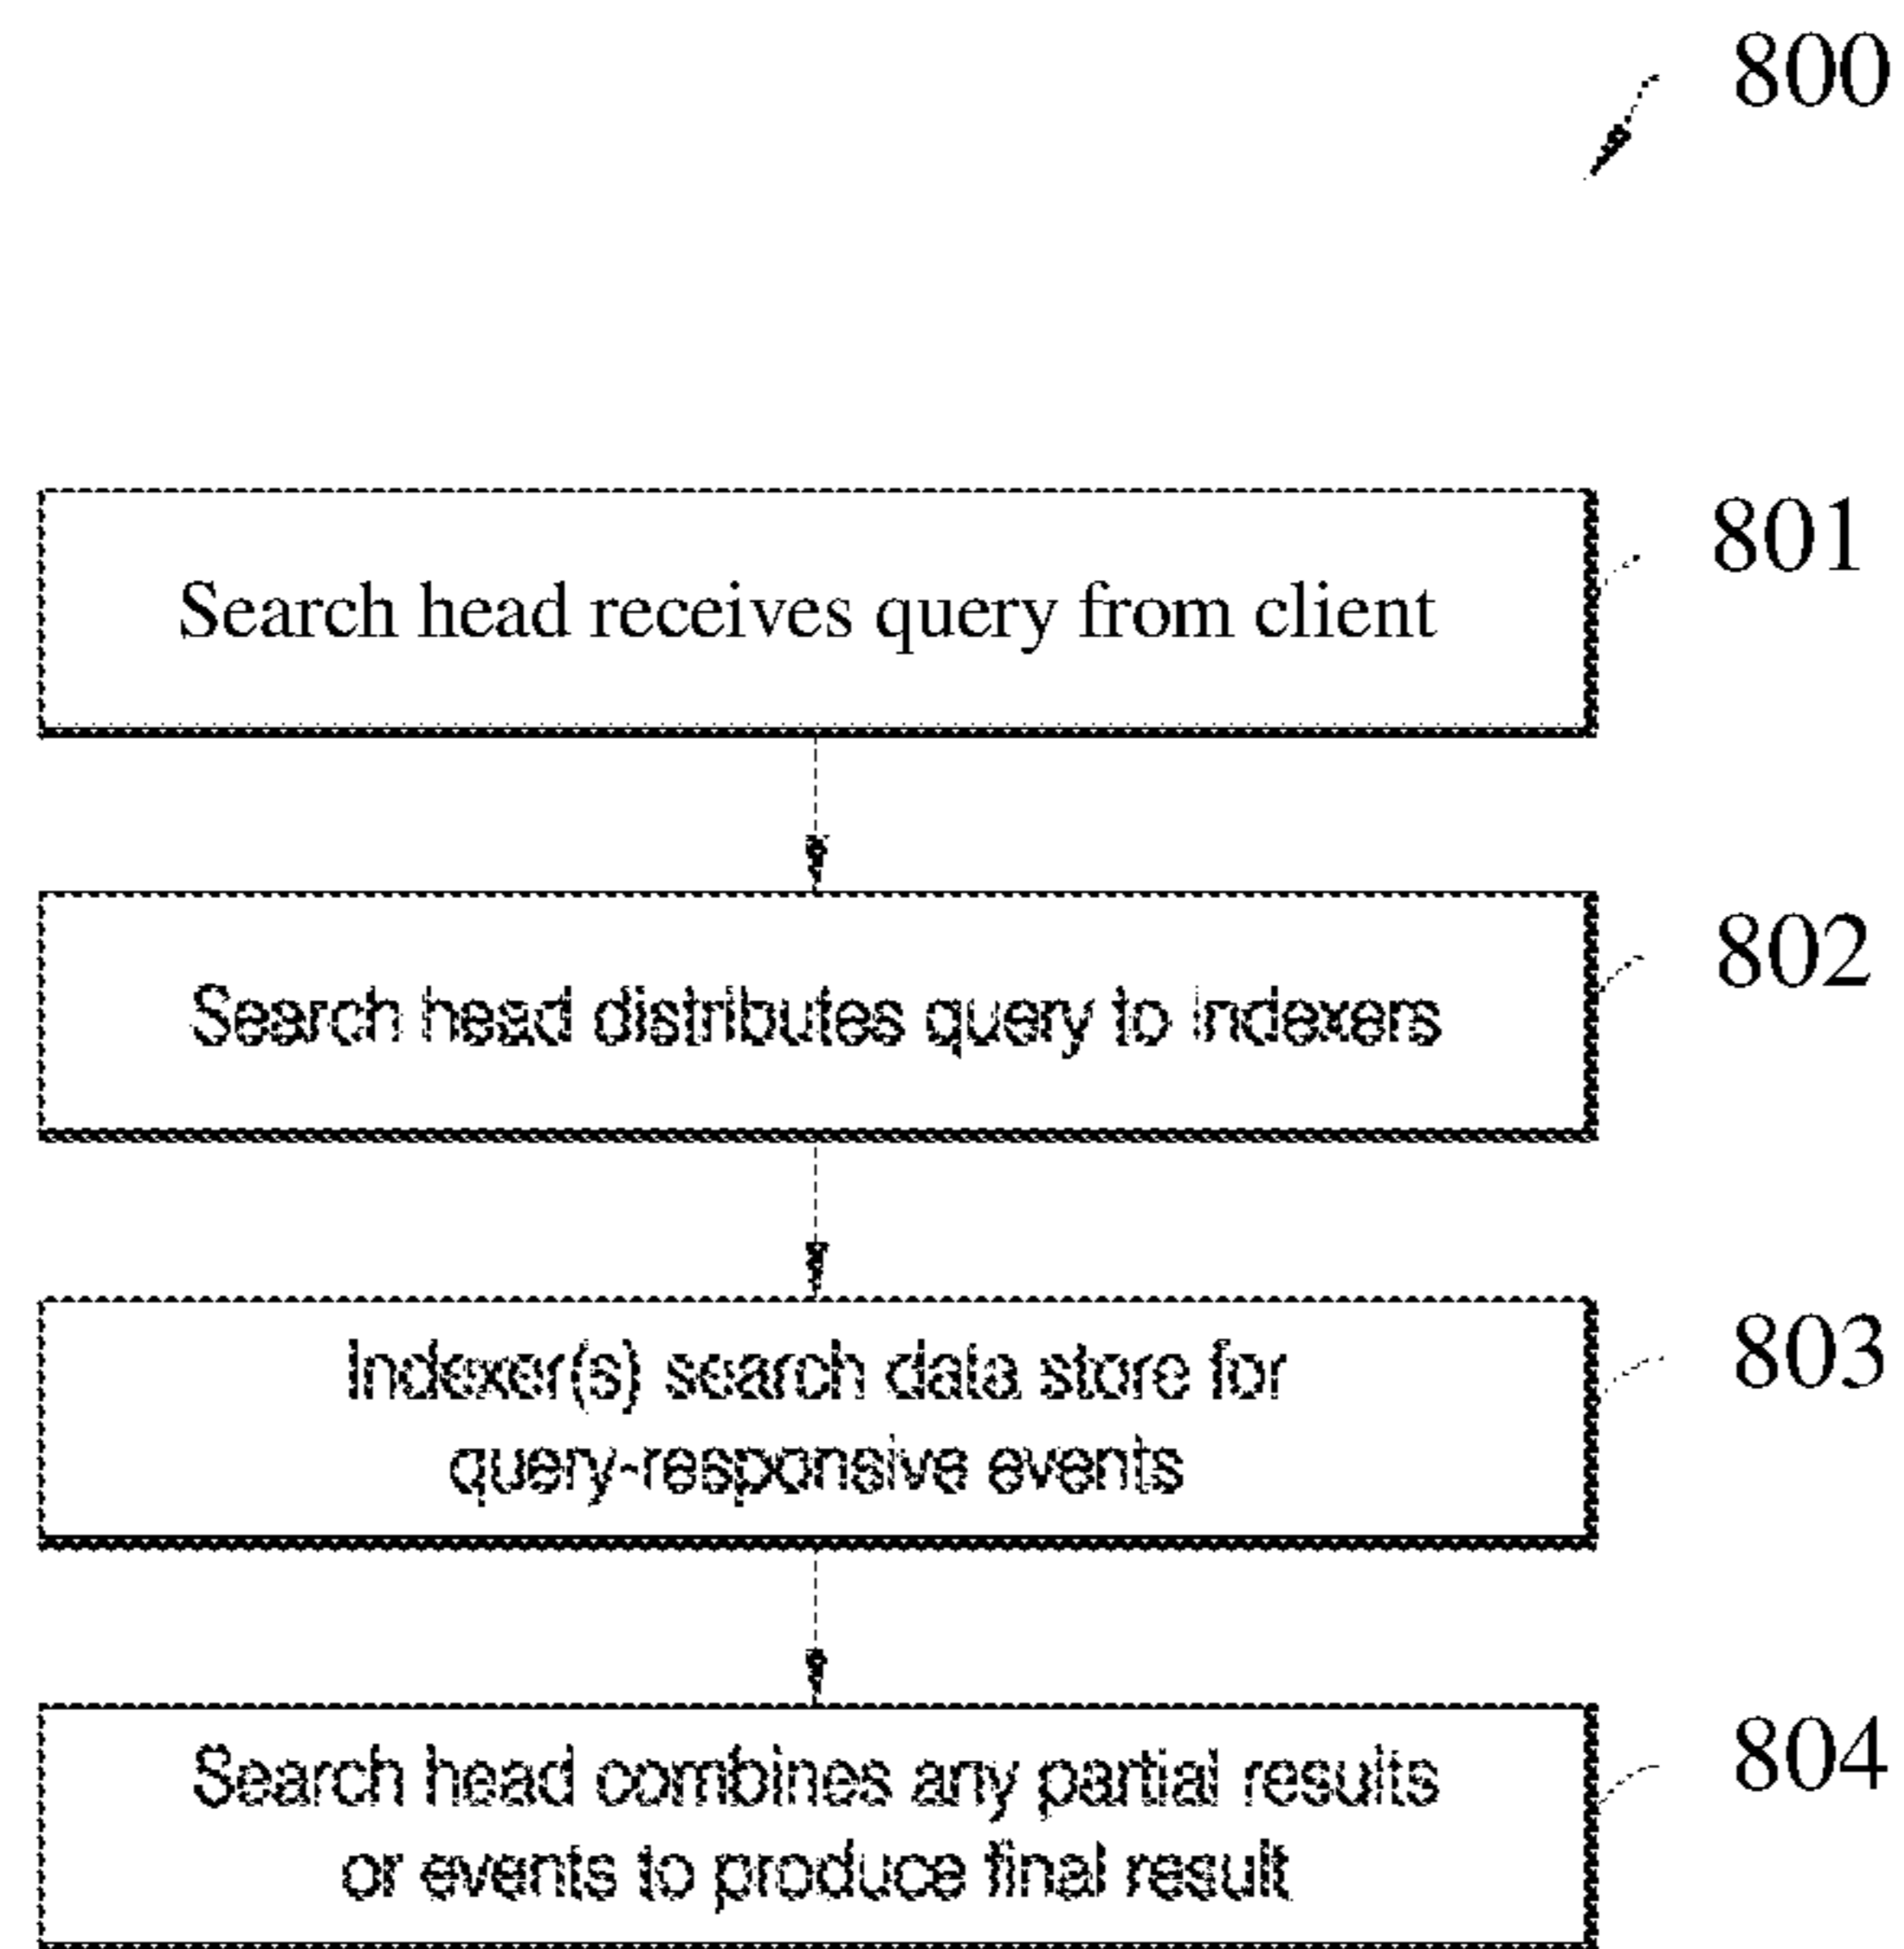 800
801
Search head receives query from client
802
Search head distributes query to indexers
803
Indexer(s) search data store for
query-responsive events
804
Search head combines any partial results
or events to produce final result